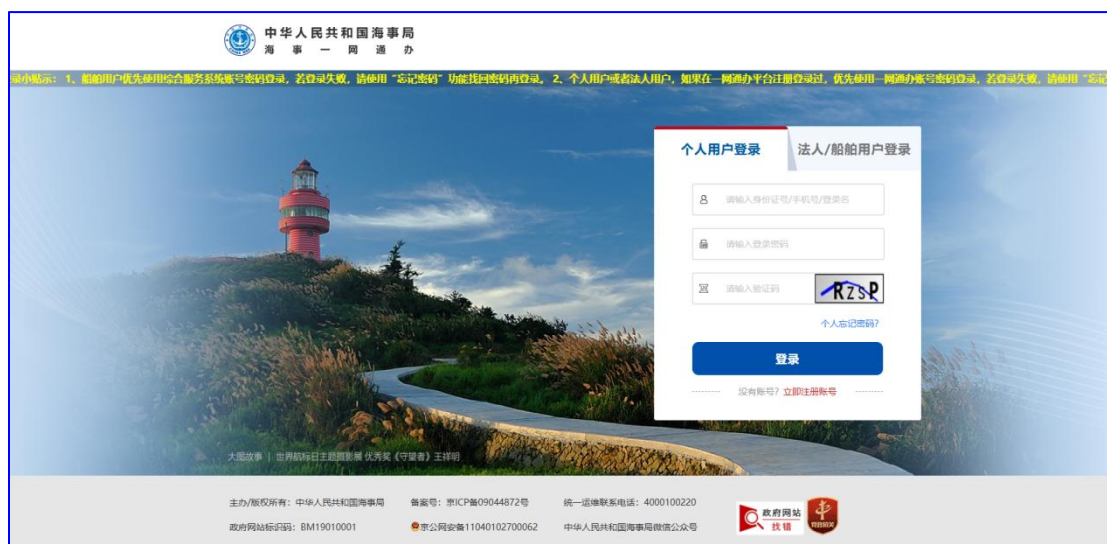 中华人民共和国海事局
海事一网通办
录小贴示： 1、船舶用户优先使用综合服务系统账号密码登录，若登录失败，请使用“忘记密码”功能找回密码再登录。 2、个人用户或者法人用户，如果在一网通办平台注册登录过，优先使用一网通办账号密码登录，若登录失败，请使用“忘记
个人用户登录
法人/船舶用户登录
请输入身份证号/手机号/登录名
请输入登录密码
请输入验证码
RZSP
个人忘记密码?
登录
没有账号? 立即注册账号
大图故事 | 世界航标日主题摄影展 优秀奖《守望者》王祥明
主办/版权所有：中华人民共和国海事局 备案号：京ICP备09044872号 统一运维联系电话：4000100220
政府网站标识码：BM19010001 京公网安备11040102700062 中华人民共和国海事局微信公众号
政府网站
找错